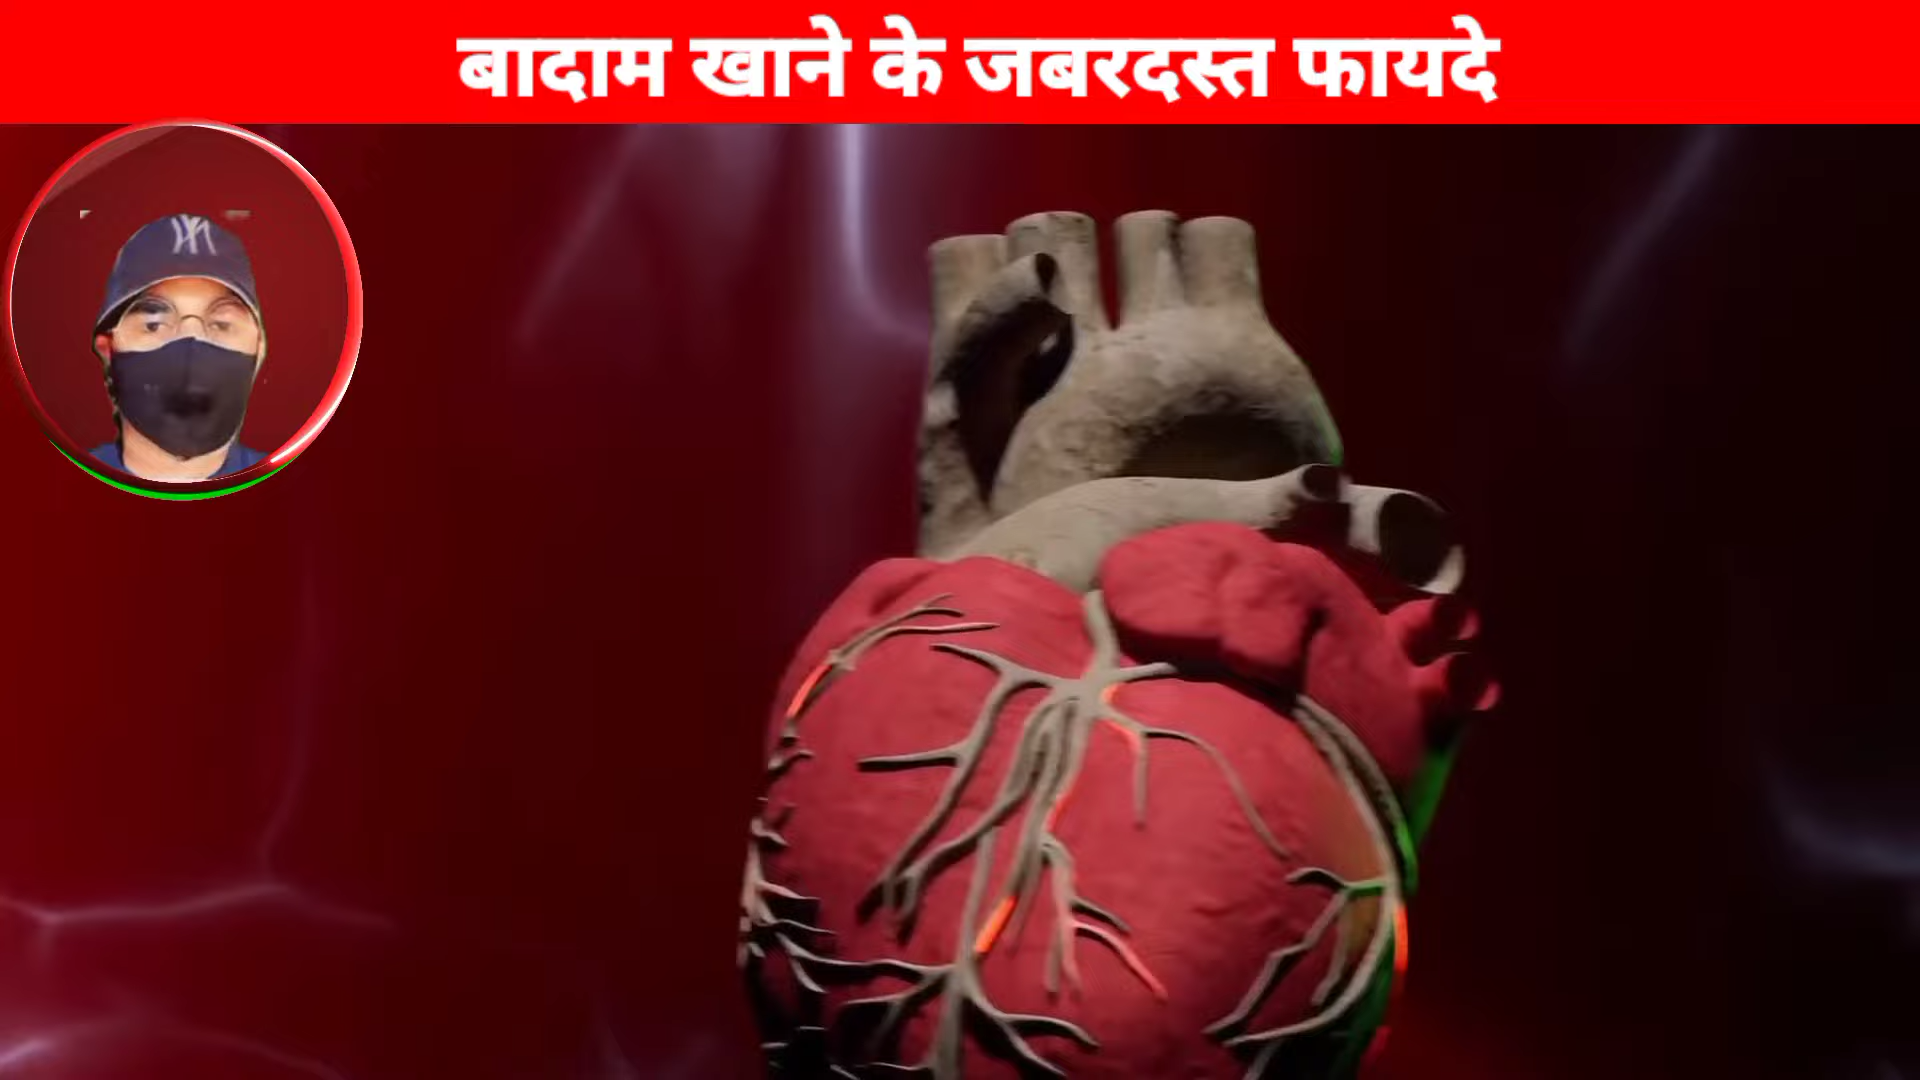 बादाम खाने के जबरदस्त फायदे